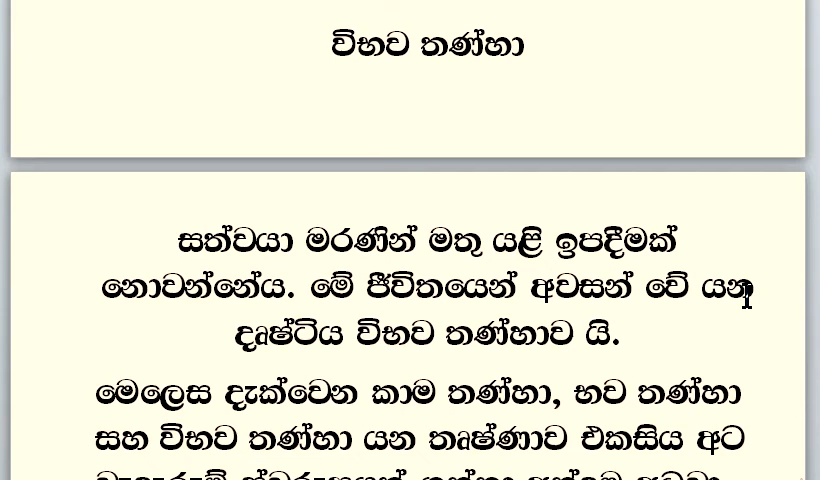 විභව තණ්හා
සත්වයා මරණින් මතු යළි ඉපදීමක්
නොවන්නේය. මේ ජීවිතයෙන් අවසන් වේ යන
දෘෂ්ටිය විභව තණ්හාව යි.
මෙලෙස දැක්වෙන කාම තණ්හා, භව තණ්හා
සහ විභව තණ්හා යන තෘෂ්ණාව එකසිය අට